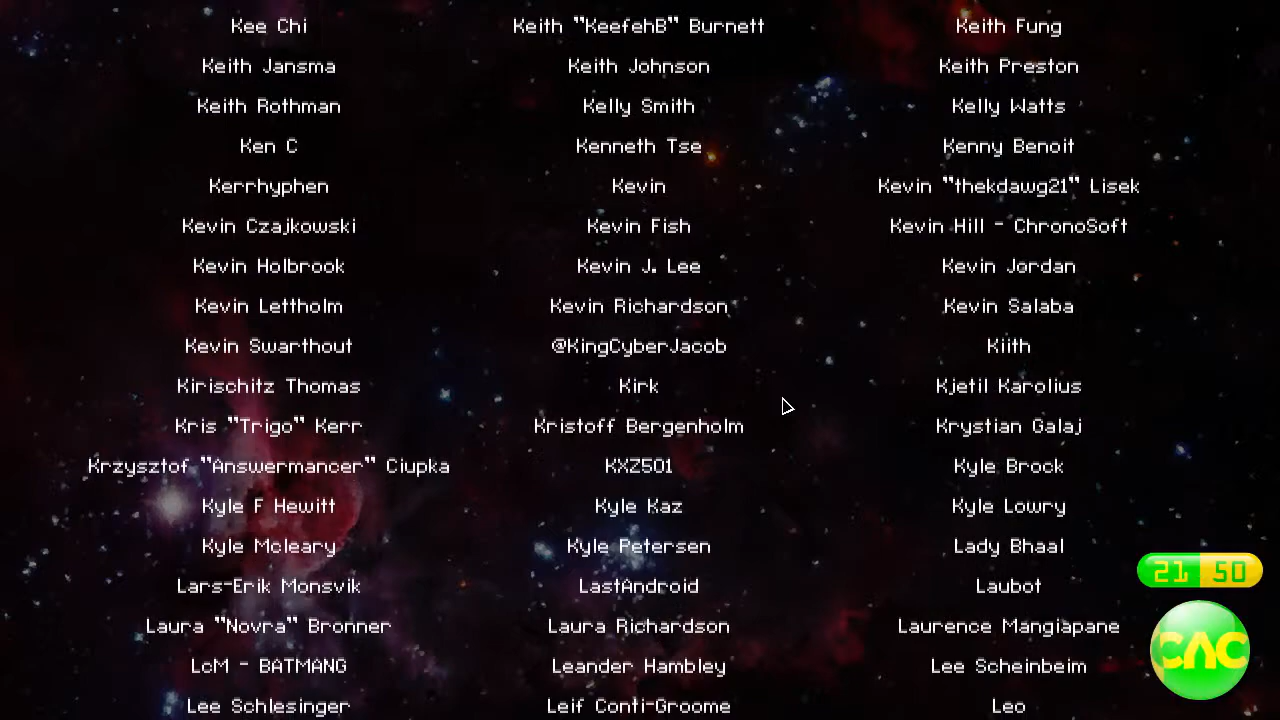 Kee Chi Keith "KeefehB" Burnett Keith Fung
Keith Jansma Keith Johnson Keith Preston
Keith Rothman Kelly Smith Kelly Watts
Ken C Kenneth Tse Kenny Benoit
Kerrhyphen Kevin Kevin "thekdawg21" Lisek
Kevin Czajkowski Kevin Fish Kevin Hill - ChronoSoft
Kevin Holbrook Kevin J. Lee Kevin Jordan
Kevin Lettholm Kevin Richardson Kevin Salaba
Kevin Swarthout @KingCyberJacob Kiith
Kirischitz Thomas Kirk Kjetil Karolius
Kris "Trigo" Kerr Kristoff Bergenholm Krystian Galaj
Krzysztof "Answermancer" Ciupka KXZ501 Kyle Brock
Kyle F Hewitt Kyle Kaz Kyle Lowry
Kyle Mcleary Kyle Petersen Lady Bhaal
Lars-Erik Monsvik LastAndroid Laubot
Laura "Novra" Bronner Laura Richardson Laurence Mangiapane
LcM - BATMANG Leander Hambley Lee Scheinbeim
Lee Schlesinger Leif Conti-Groome Leo
21 50
CAC